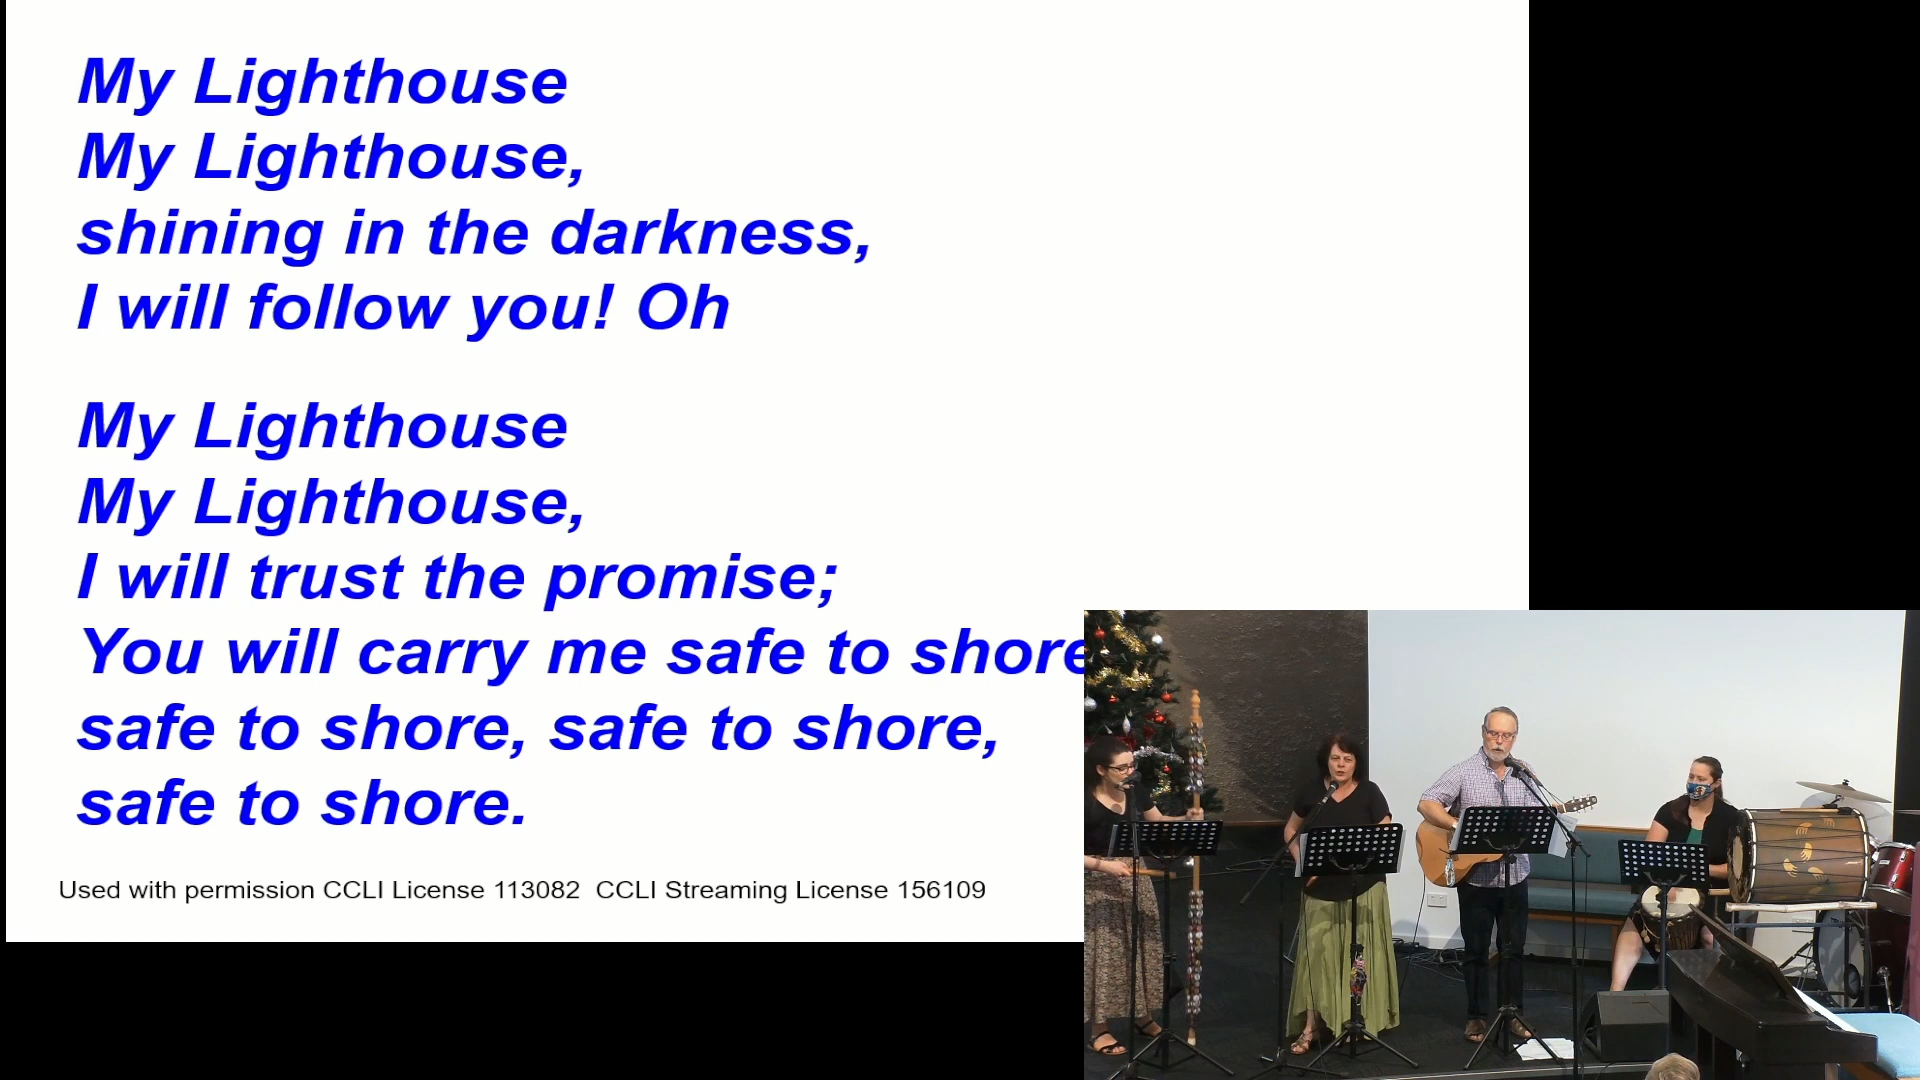 My Lighthouse
My Lighthouse,
shining in the darkness,
I will follow you! Oh
My Lighthouse
My Lighthouse,
I will trust the promise;
You will carry me safe to shore
safe to shore, safe to shore,
safe to shore.
Used with permission CCLI License 113082  CCLI Streaming License 156109